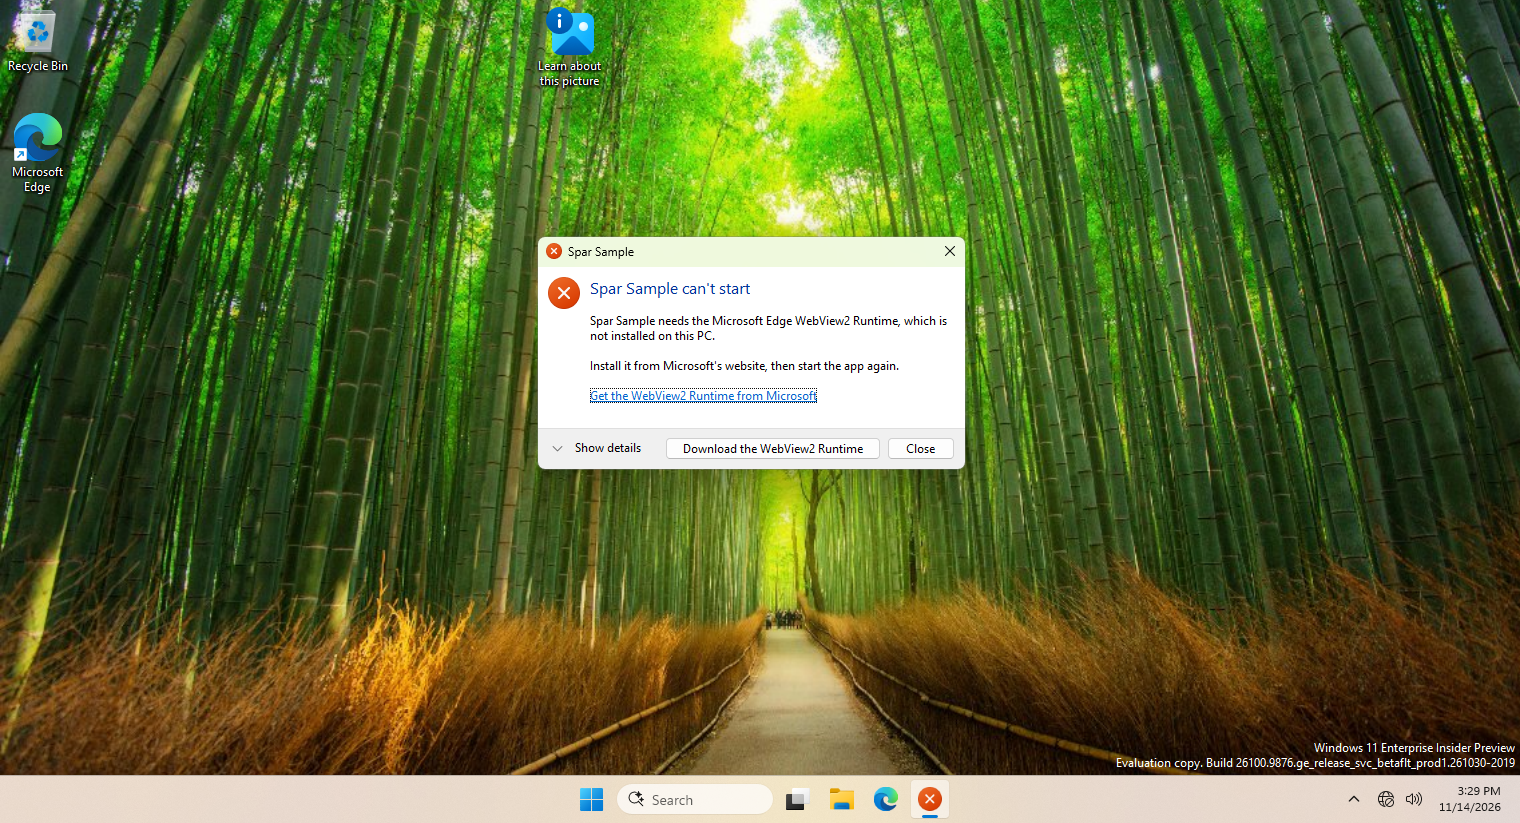 Recycle Bin
Learn about
this picture
Microsoft
Edge
Spar Sample
Spar Sample can't start
Spar Sample needs the Microsoft Edge WebView2 Runtime, which is
not installed on this PC.
Install it from Microsoft's website, then start the app again.
Get the WebView2 Runtime from Microsoft
Show details
Download the WebView2 Runtime
Close
Windows 11 Enterprise Insider Preview
Evaluation copy. Build 26100.9876.ge_release_svc_betaflt_prod1.261030-2019
Search
3:29 PM
11/14/2026